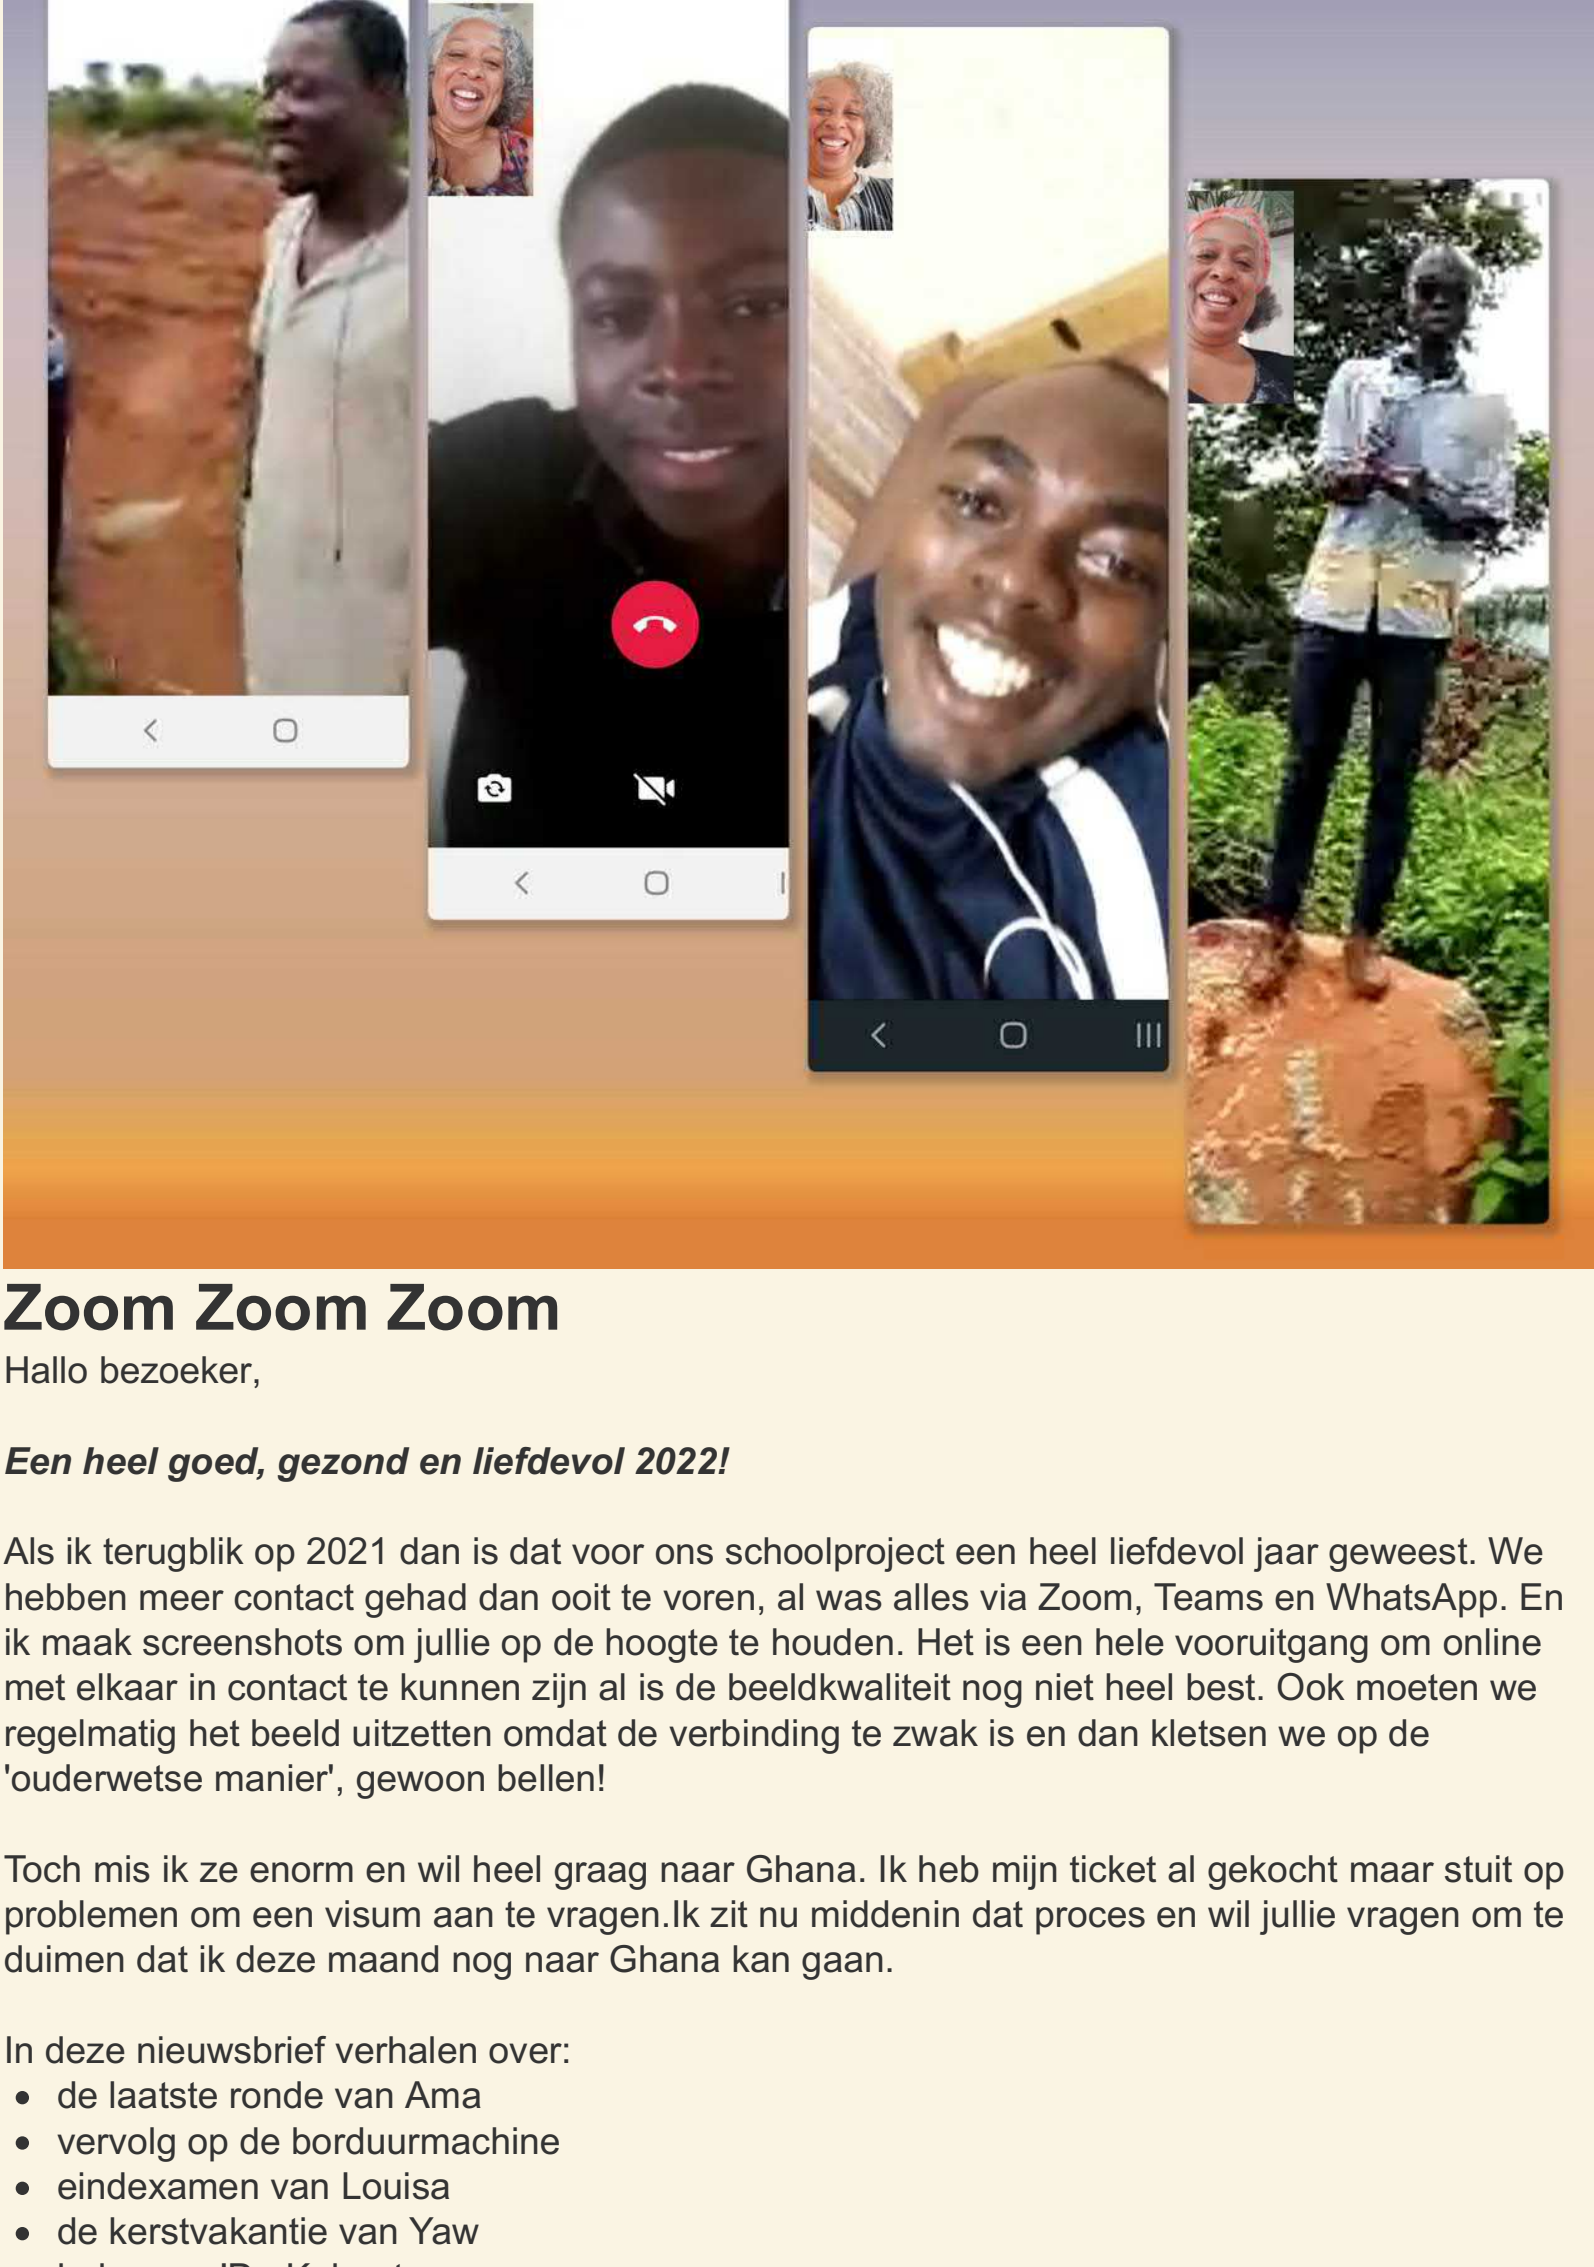 Zoom Zoom Zoom
Hallo bezoeker,
Een heel goed, gezond en liefdevol 2022!
Als ik terugblik op 2021 dan is dat voor ons schoolproject een heel liefdevol jaar geweest. We
hebben meer contact gehad dan ooit te voren, al was alles via Zoom, Teams en WhatsApp. En
ik maak screenshots om jullie op de hoogte te houden. Het is een hele vooruitgang om online
met elkaar in contact te kunnen zijn al is de beeldkwaliteit nog niet heel best. Ook moeten we
regelmatig het beeld uitzetten omdat de verbinding te zwak is en dan kletsen we op de
'ouderwetse manier', gewoon bellen!
Toch mis ik ze enorm en wil heel graag naar Ghana. Ik heb mijn ticket al gekocht maar stuit op
problemen om een visum aan te vragen.Ik zit nu middenin dat proces en wil jullie vragen om te
duimen dat ik deze maand nog naar Ghana kan gaan.
In deze nieuwsbrief verhalen over:
• de laatste ronde van Ama
• vervolg op de borduurmachine
• eindexamen van Louisa
• de kerstvakantie van Yaw